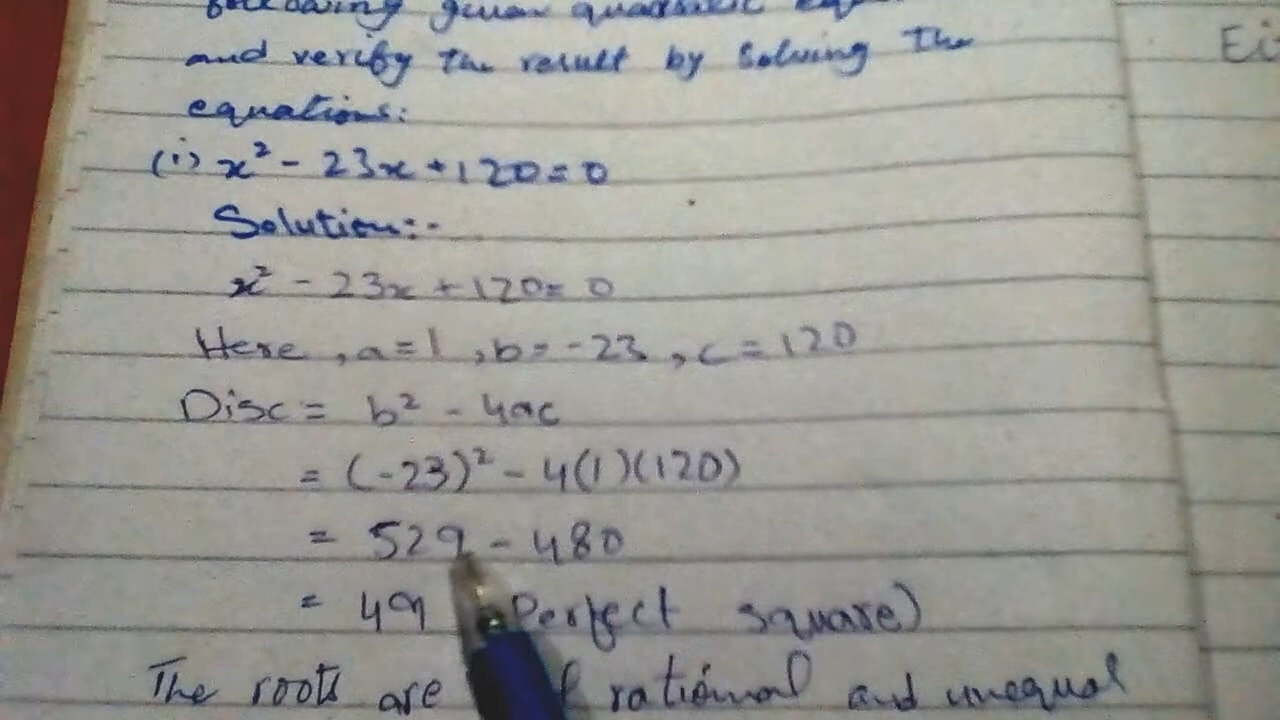 following given
and verify the result by solving the
equations:
(i) x² - 23x + 120 = 0
Solution:-
x² - 23x + 120 = 0
Here, a = 1, b = -23, c = 120
Disc = b² - 4ac
= (-23)² - 4(1)(120)
= 529 - 480
= 49 Perfect square)
The roots are rational and unequal